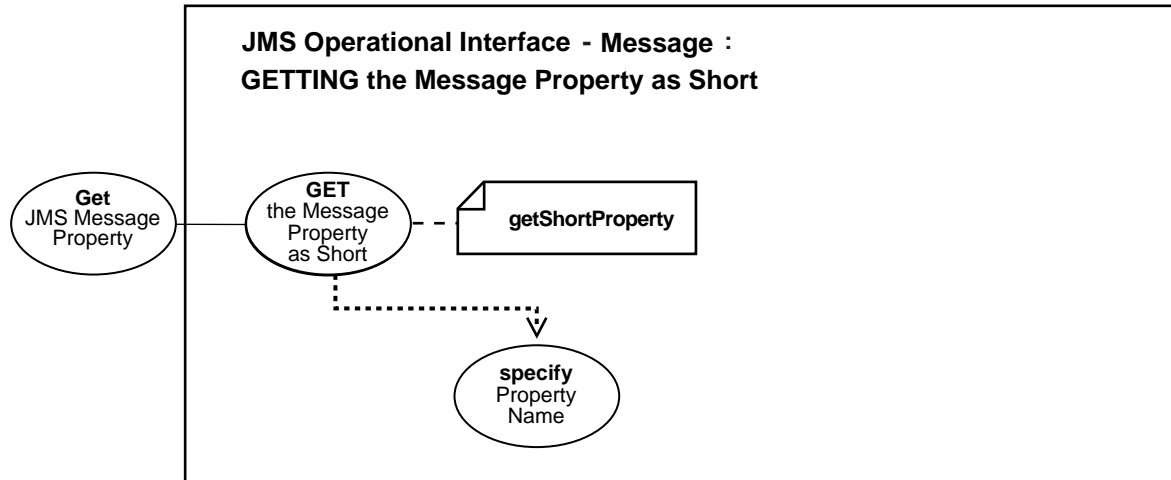 JMS Operational Interface - Message :
GETTING the Message Property as Short
Get
JMS Message
Property
GET
the Message
Property
as Short
getShortProperty
specify
Property
Name